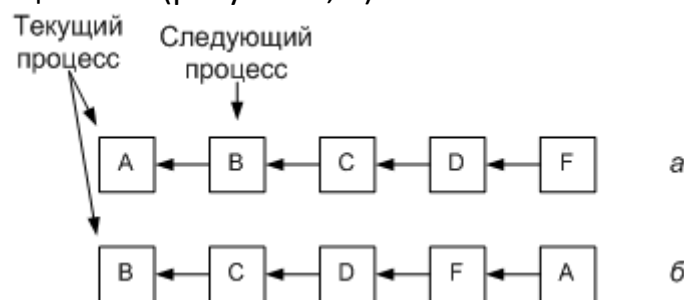 Текущий
процесс
Следующий
процесс
A B C D F а
B C D F A б